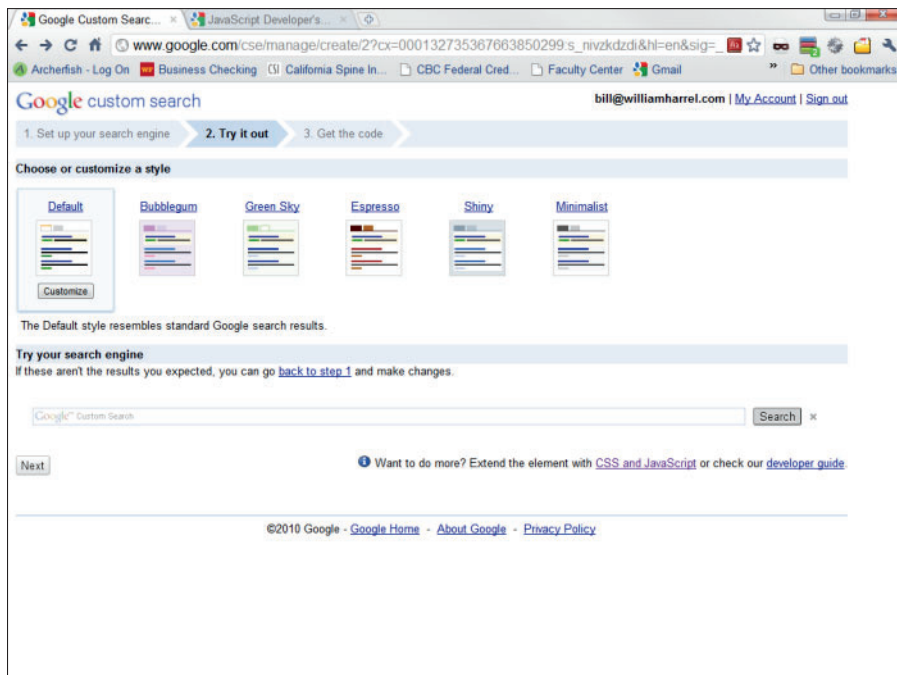 Google Custom Searc... × JavaScript Developer's... ×
www.google.com/cse/manage/create/2?cx=000132735367663850299:s_nivzkdzdi&hl=en&sig=_
Archerfish - Log On Business Checking CSI California Spine In... CBC Federal Cred... Faculty Center Gmail » Other bookmarks
Google custom search bill@williamharrel.com | My Account | Sign out
1. Set up your search engine 2. Try it out 3. Get the code
Choose or customize a style
Default Bubblegum Green Sky Espresso Shiny Minimalist
Customize
The Default style resembles standard Google search results.
Try your search engine
If these aren't the results you expected, you can go back to step 1 and make changes.
Google™ Custom Search Search ×
Next Want to do more? Extend the element with CSS and JavaScript or check our developer guide.
©2010 Google - Google Home - About Google - Privacy Policy